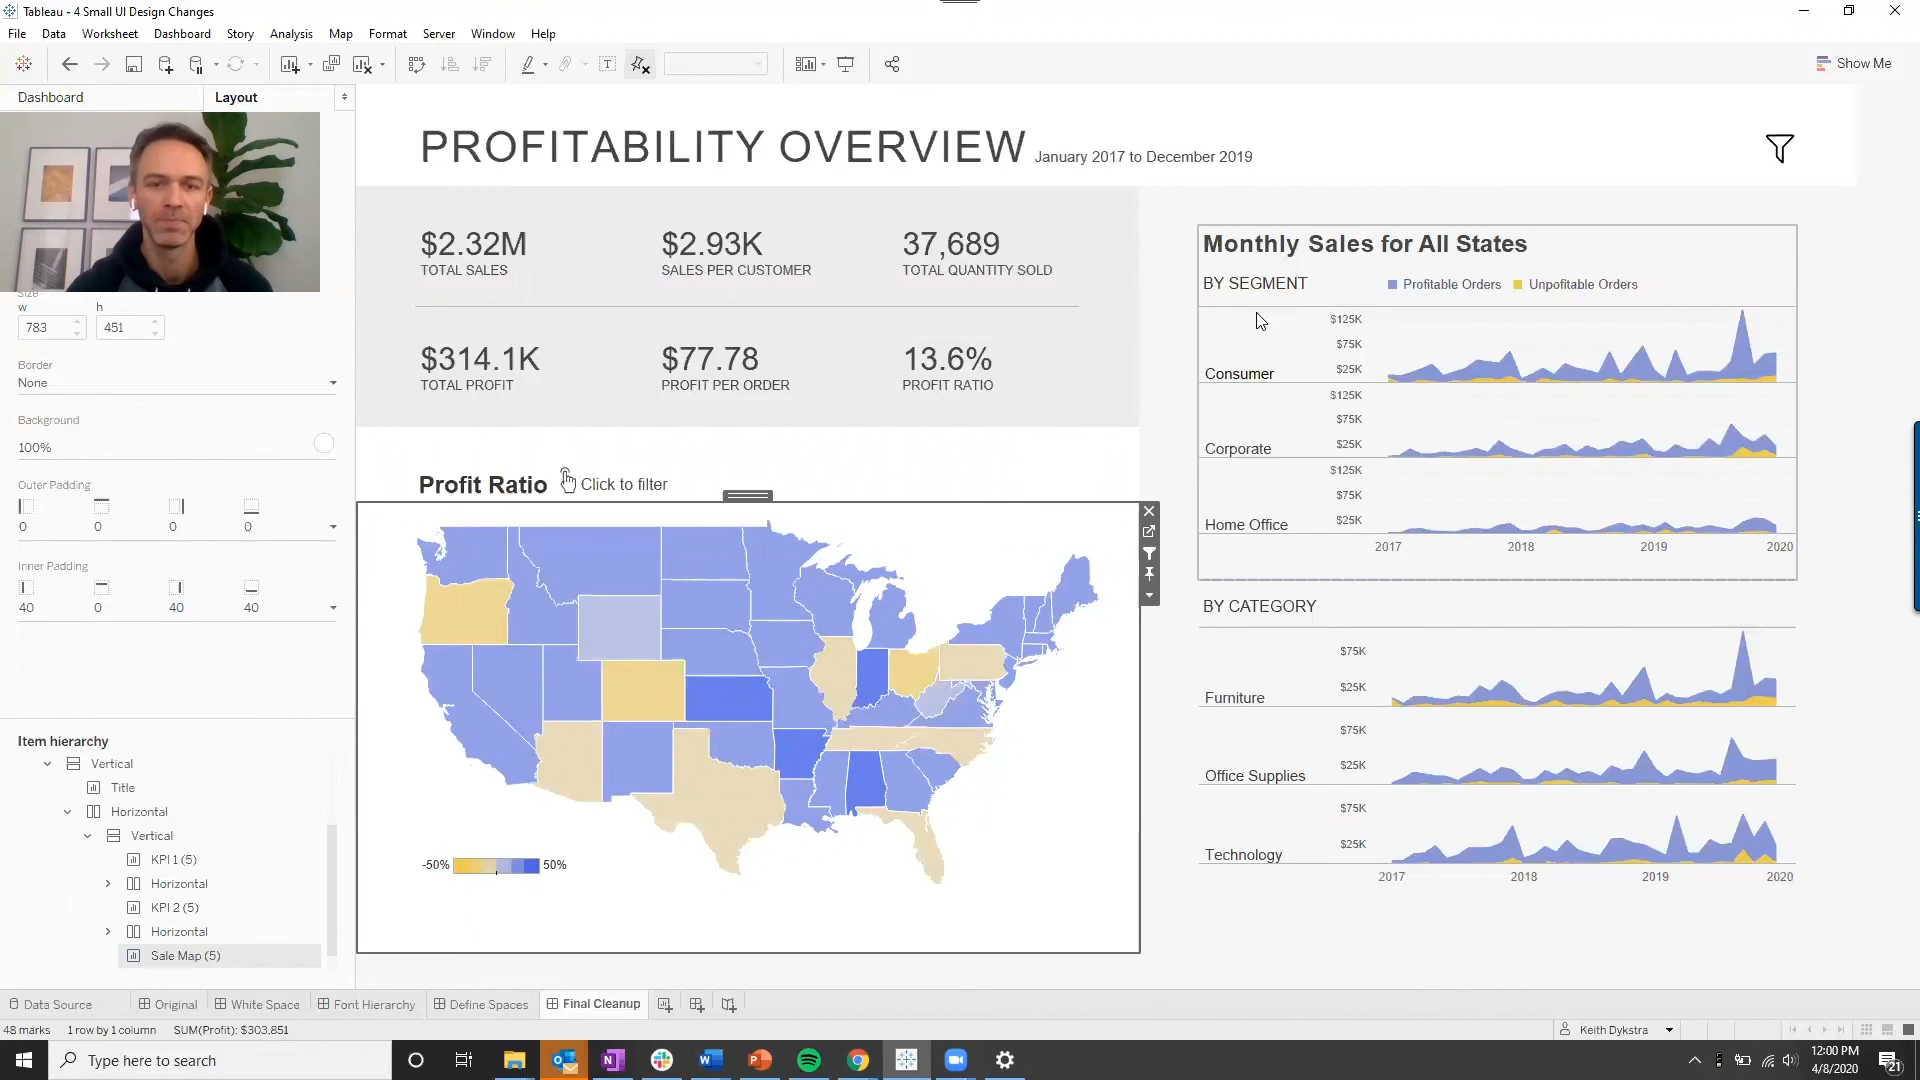 Tableau - 4 Small UI Design Changes
File Data Worksheet Dashboard Story Analysis Map Format Server Window Help
Show Me
Dashboard Layout
Size
w h
783 451
Border
None
Background
100%
Outer Padding
0 0 0 0
Inner Padding
40 0 40 40
Item hierarchy
Vertical
Title
Horizontal
Vertical
KPI 1 (5)
Horizontal
KPI 2 (5)
Horizontal
Sale Map (5)
PROFITABILITY OVERVIEW January 2017 to December 2019
$2.32M $2.93K 37,689
TOTAL SALES SALES PER CUSTOMER TOTAL QUANTITY SOLD
$314.1K $77.78 13.6%
TOTAL PROFIT PROFIT PER ORDER PROFIT RATIO
Profit Ratio Click to filter
-50% 50%
Monthly Sales for All States
BY SEGMENT Profitable Orders Unpofitable Orders
$125K
$75K
$25K
Consumer
$125K
$75K
$25K
Corporate
$125K
$75K
$25K
Home Office
2017 2018 2019 2020
BY CATEGORY
$75K
$25K
Furniture
$75K
$25K
Office Supplies
$75K
$25K
Technology
2017 2018 2019 2020
Data Source Original White Space Font Hierarchy Define Spaces Final Cleanup
48 marks 1 row by 1 column SUM(Profit): $303,851 Keith Dykstra
Type here to search
12:00 PM
4/8/2020
21